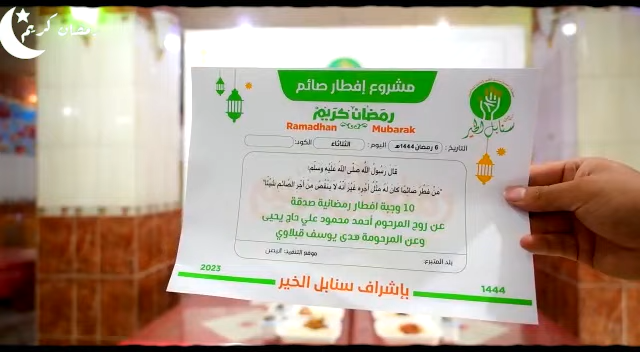 رمضان كريم
مشروع إفطار صائم
رمضان كريم
Ramadhan Mubarak
سنابل الخير
التاريخ: 6 رمضان 1444هـ اليوم: الثلاثاء الكود:
قال رسول الله صلى الله عليه وسلم:
"من فطر صائما كان له مثل أجره غير أنه لا ينقص من أجر الصائم شيئا"
10 وجبة افطار رمضانية صدقة
عن روح المرحوم أحمد محمود علي حاج يحيى
وعن المرحومة هدى يوسف قبلاوي
بلد المتبرع: موقع التنفيذ: اليمن
2023 بإشراف سنابل الخير 1444